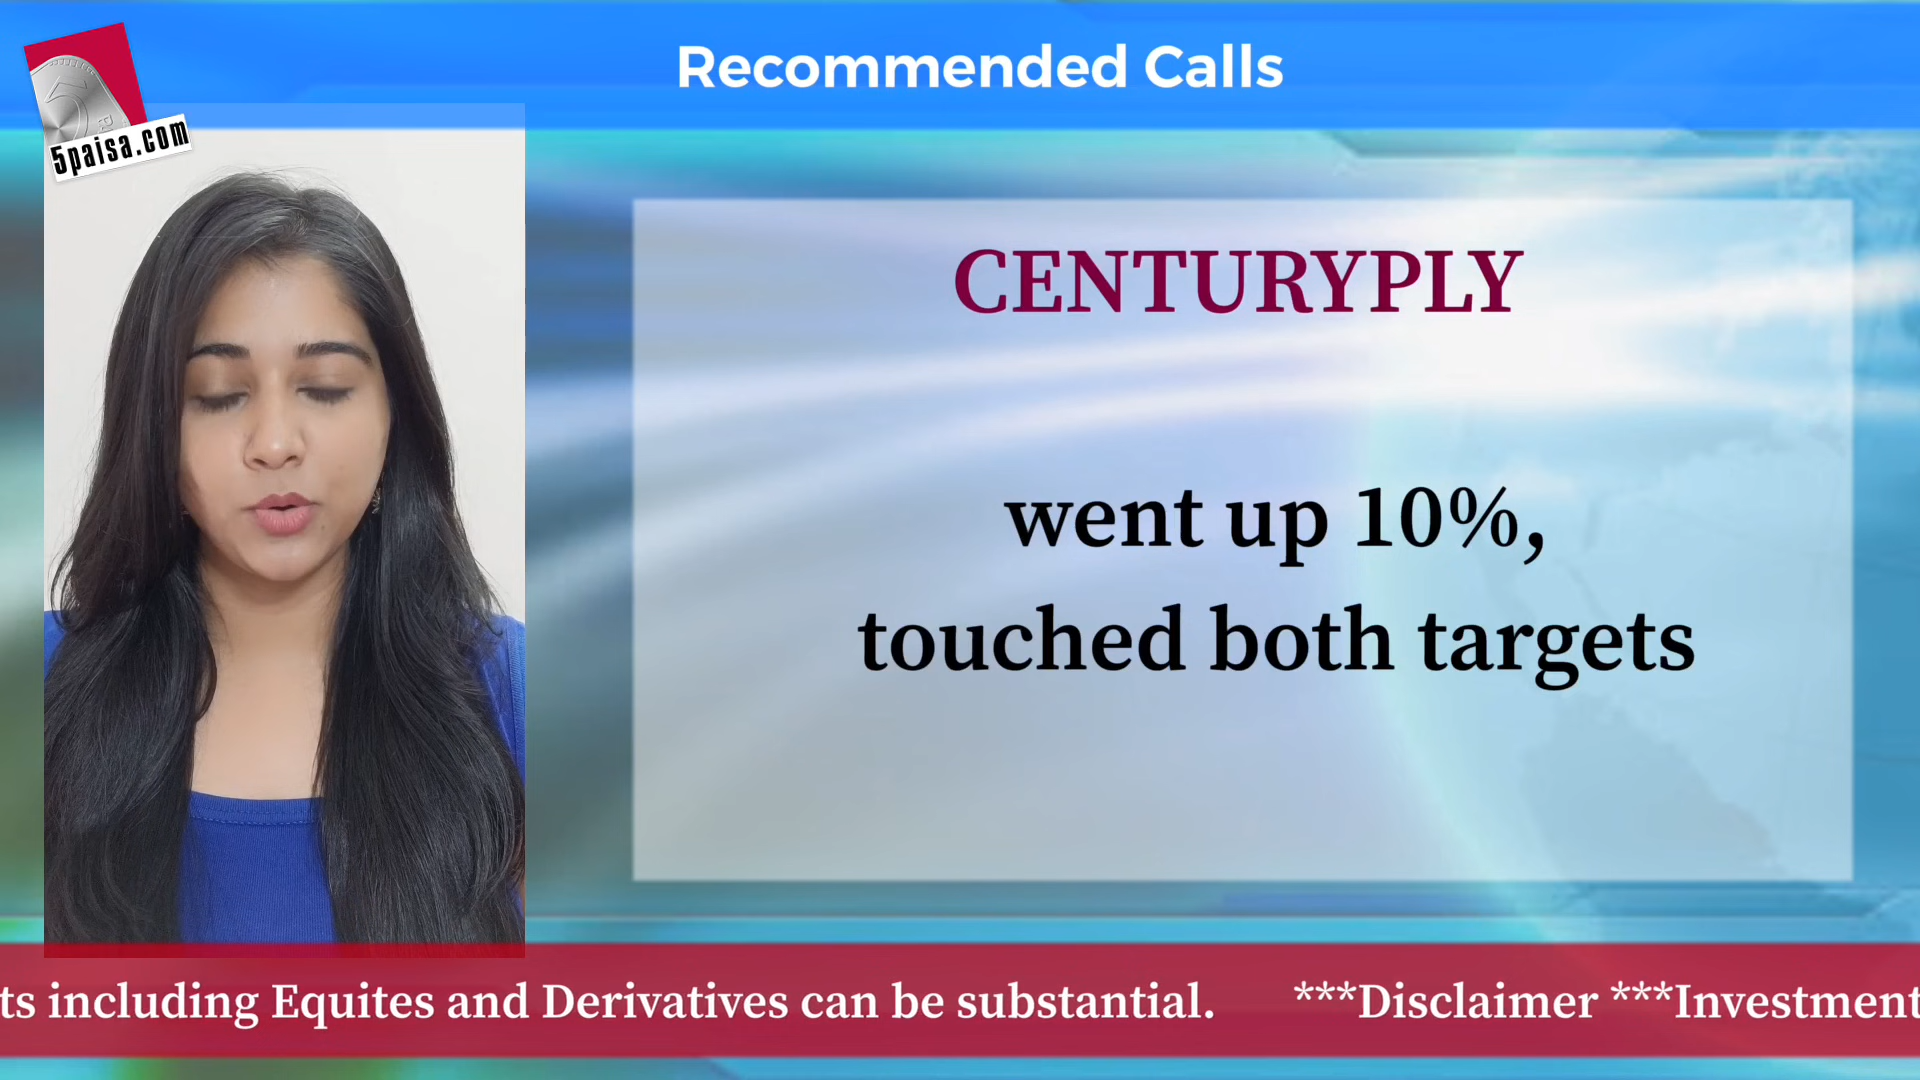 Recommended Calls
5paisa.com
CENTURYPLY
went up 10%,
touched both targets
ts including Equites and Derivatives can be substantial. ***Disclaimer ***Investment